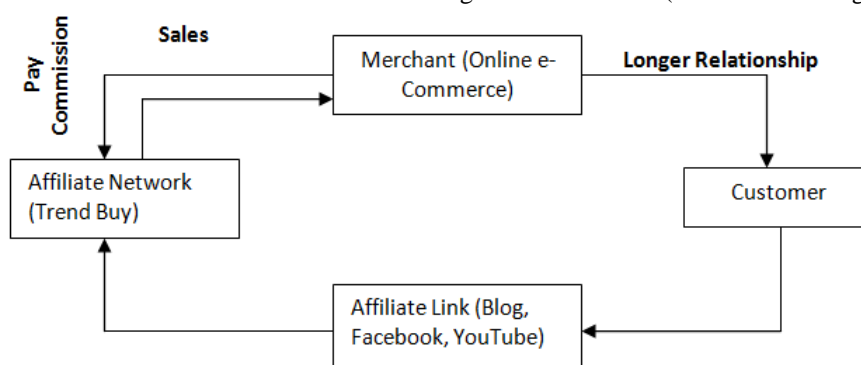 Sales
Pay
Commission
Merchant (Online e-
Commerce)
Longer Relationship
Affiliate Network
(Trend Buy)
Customer
Affiliate Link (Blog,
Facebook, YouTube)